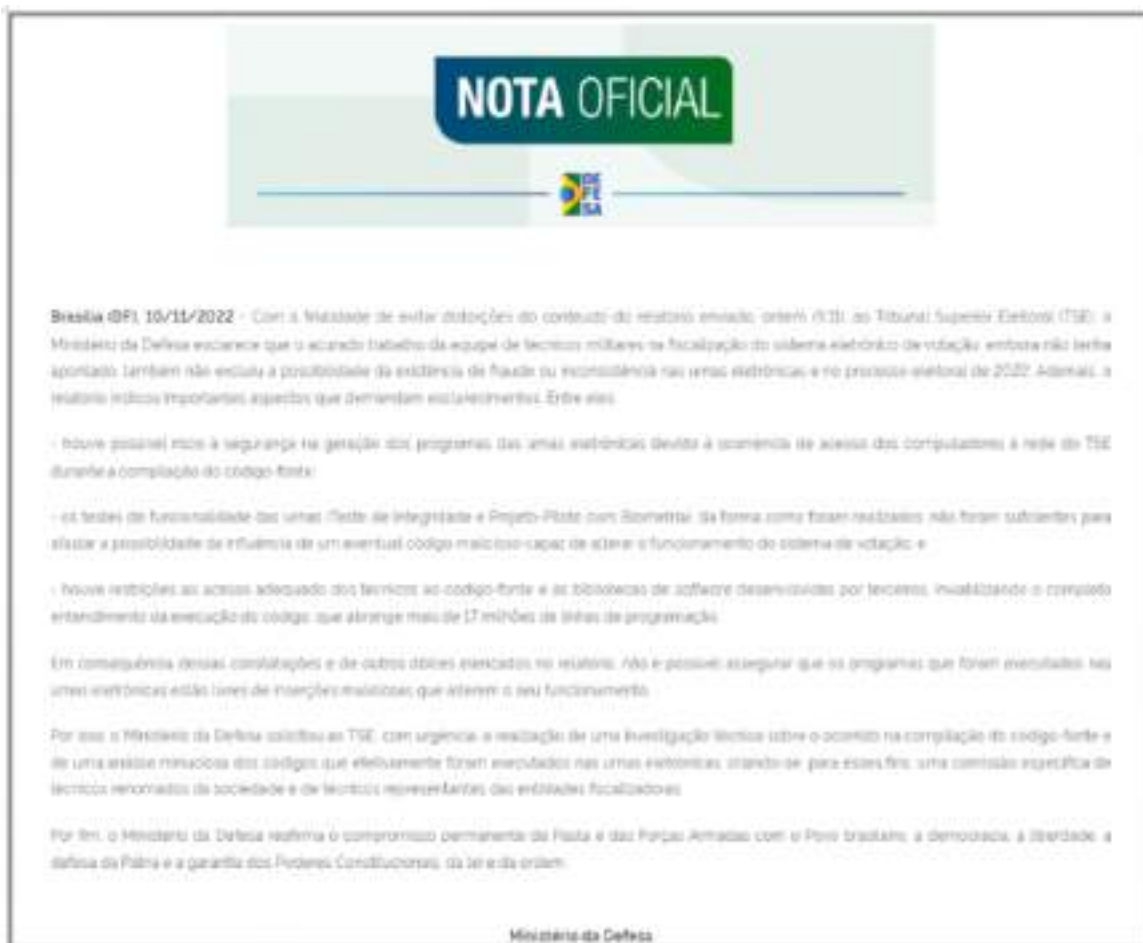 NOTA OFICIAL
DE
FE
SA
Brasília (DF), 10/11/2022 - Com a finalidade de evitar distorções do conteúdo do relatório enviado, ontem (9.11), ao Tribunal Superior Eleitoral (TSE), o
Ministério da Defesa esclarece que o acurado trabalho da equipe de técnicos militares na fiscalização do sistema eletrônico de votação, embora não tenha
apontado, também não excluiu a possibilidade da existência de fraude ou inconsistência nas urnas eletrônicas e no processo eleitoral de 2022. Ademais, o
relatório indicou importantes aspectos que demandam esclarecimentos. Entre eles:
- houve possível risco à segurança na geração dos programas das urnas eletrônicas devido à ocorrência de acesso dos computadores à rede do TSE
durante a compilação do código-fonte;
- os testes de funcionalidade das urnas (Teste de Integridade e Projeto-Piloto com Biometria), da forma como foram realizados, não foram suficientes para
afastar a possibilidade da influência de um eventual código malicioso capaz de alterar o funcionamento do sistema de votação; e
- houve restrições ao acesso adequado dos técnicos ao código-fonte e às bibliotecas de software desenvolvidas por terceiros, inviabilizando o completo
entendimento da execução do código, que abrange mais de 17 milhões de linhas de programação.
Em consequência dessas constatações e de outros óbices elencados no relatório, não é possível assegurar que os programas que foram executados nas
urnas eletrônicas estão livres de inserções maliciosas que alterem o seu funcionamento.
Por isso, o Ministério da Defesa solicitou ao TSE, com urgência, a realização de uma investigação técnica sobre o ocorrido na compilação do código-fonte e
de uma análise minuciosa dos códigos que efetivamente foram executados nas urnas eletrônicas, criando-se, para esses fins, uma comissão específica de
técnicos renomados da sociedade e de técnicos representantes das entidades fiscalizadoras.
Por fim, o Ministério da Defesa reafirma o compromisso permanente da Pasta e das Forças Armadas com o Povo brasileiro, a democracia, a liberdade, a
defesa da Pátria e a garantia dos Poderes Constitucionais, da lei e da ordem.
Ministério da Defesa